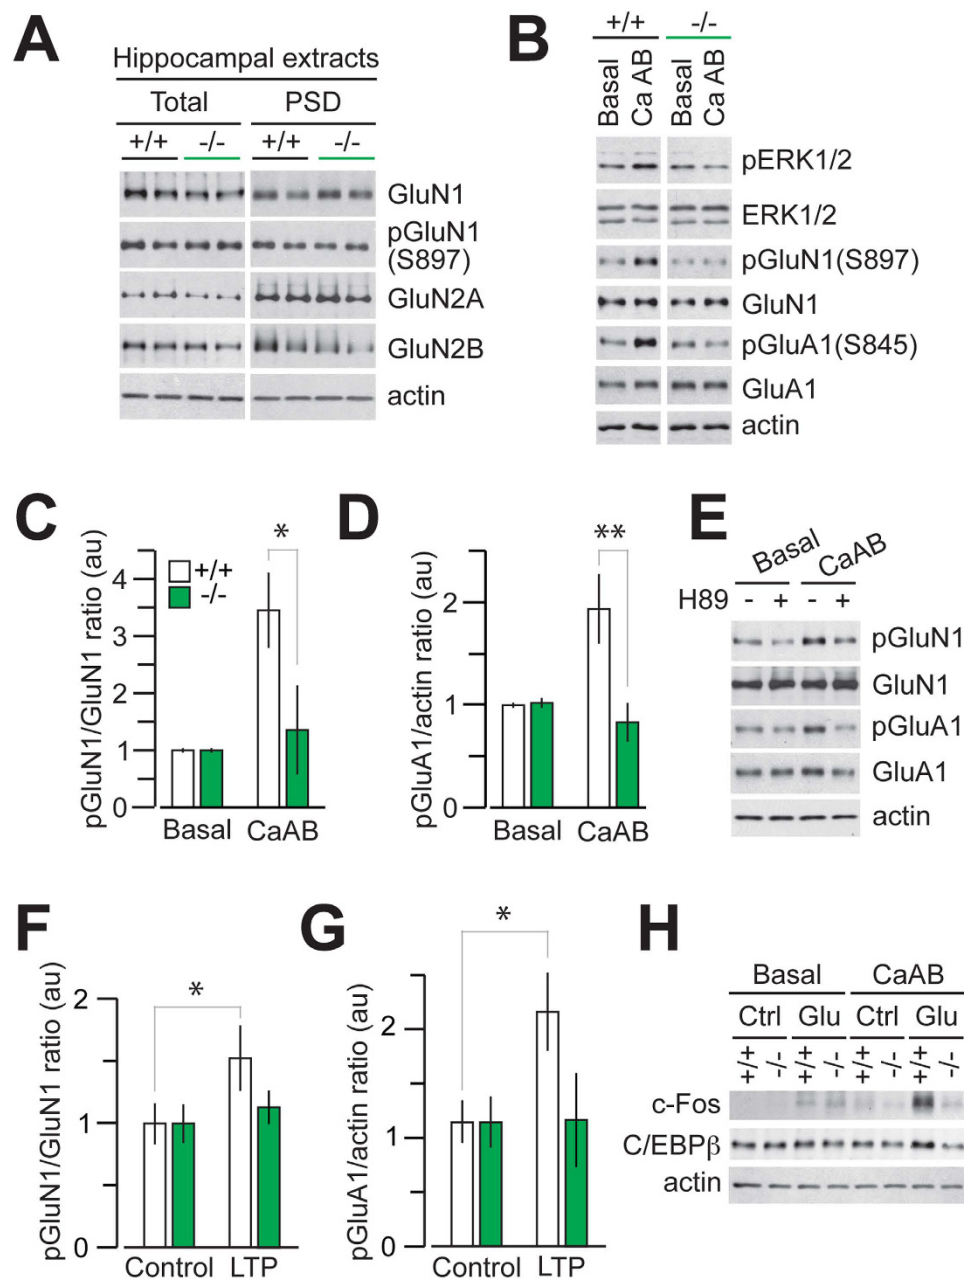 A
Hippocampal extracts
Total PSD
+/+ -/- +/+ -/-
GluN1
pGluN1
(S897)
GluN2A
GluN2B
actin
B
+/+ -/-
Basal Ca AB Basal Ca AB
pERK1/2
ERK1/2
pGluN1(S897)
GluN1
pGluA1(S845)
GluA1
actin
C
pGluN1/GluN1 ratio (au)
4
3
2
1
0
+/+
-/-
*
Basal CaAB
D
pGluA1/actin ratio (au)
2
1
0
**
Basal CaAB
E
Basal CaAB
H89 - + - +
pGluN1
GluN1
pGluA1
GluA1
actin
F
pGluN1/GluN1 ratio (au)
2
1
0
*
Control LTP
G
pGluA1/actin ratio (au)
2
1
0
*
Control LTP
H
Basal CaAB
Ctrl Glu Ctrl Glu
+/+ -/- +/+ -/- +/+ -/- +/+ -/-
c-Fos
C/EBPβ
actin